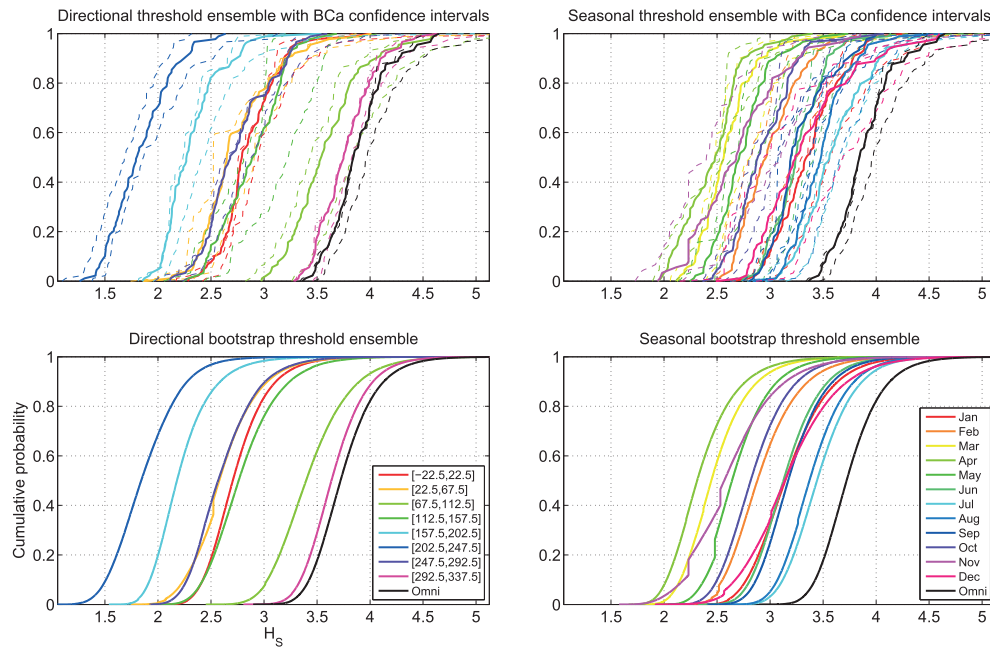 Directional threshold ensemble with BCa confidence intervals
1
0.8
0.6
0.4
0.2
0
1.5 2 2.5 3 3.5 4 4.5 5
Seasonal threshold ensemble with BCa confidence intervals
1
0.8
0.6
0.4
0.2
0
1.5 2 2.5 3 3.5 4 4.5 5
Directional bootstrap threshold ensemble
Cumulative probability
1
0.8
0.6
0.4
0.2
0
1.5 2 2.5 3 3.5 4 4.5 5
H_S
[−22.5,22.5]
[22.5,67.5]
[67.5,112.5]
[112.5,157.5]
[157.5,202.5]
[202.5,247.5]
[247.5,292.5]
[292.5,337.5]
Omni
Seasonal bootstrap threshold ensemble
1
0.8
0.6
0.4
0.2
0
1.5 2 2.5 3 3.5 4 4.5 5
Jan
Feb
Mar
Apr
May
Jun
Jul
Aug
Sep
Oct
Nov
Dec
Omni